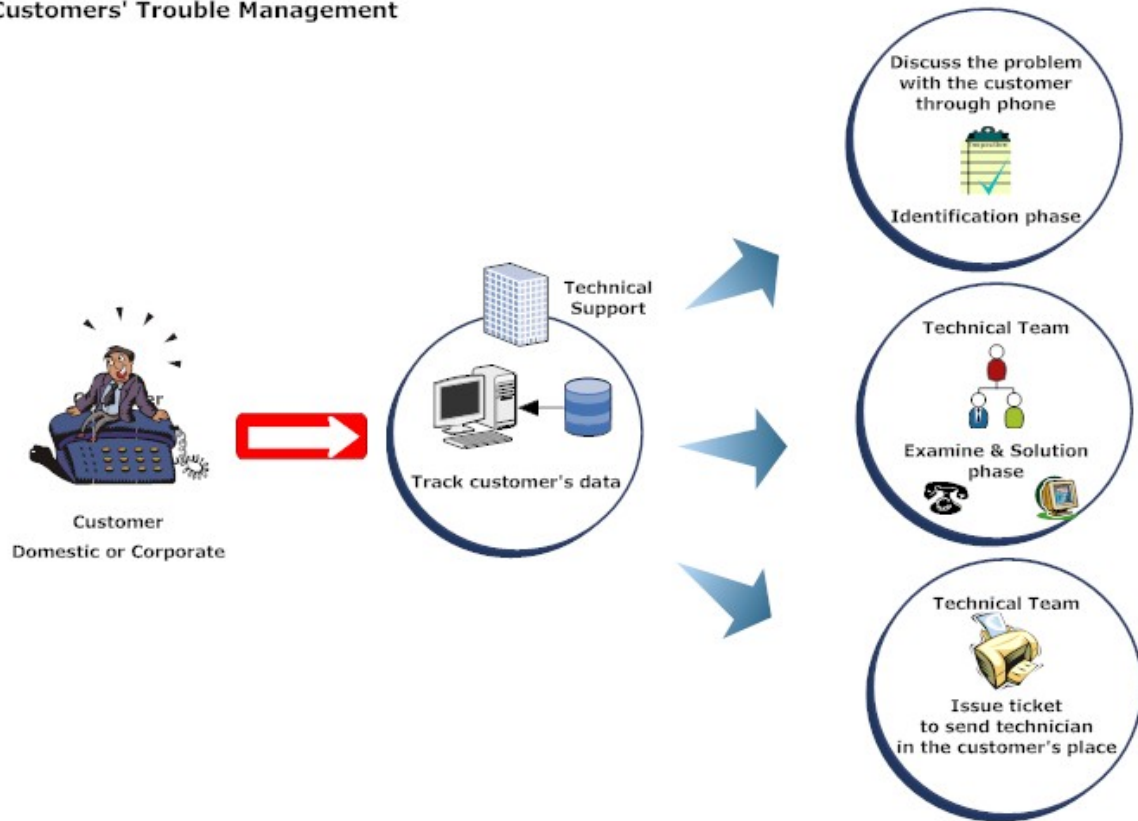 Customers' Trouble Management
Discuss the problem
with the customer
through phone
Identification phase
Technical
Support
Track customer's data
Customer
Domestic or Corporate
Technical Team
Examine & Solution
phase
Technical Team
Issue ticket
to send technician
in the customer's place